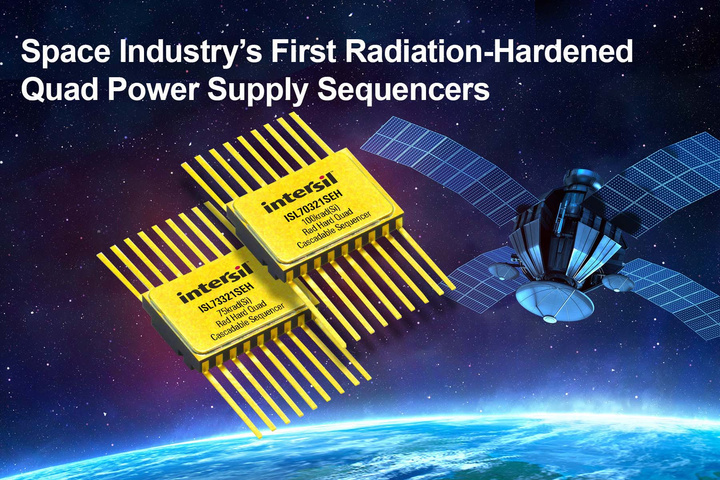 Space Industry's First Radiation-Hardened
Quad Power Supply Sequencers
intersil
ISL70321SEH
100krad(Si)
Rad Hard Quad
Cascadable Sequencer
intersil
ISL73321SEH
75krad(Si)
Rad Hard Quad
Cascadable Sequencer